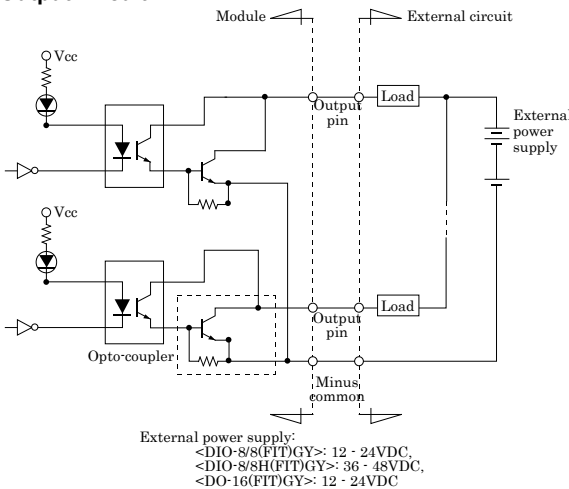 Module
External circuit
Vcc
Output
pin
Load
External
power
supply
Vcc
Output
pin
Load
Opto-coupler
Minus
common
External power supply:
<DIO-8/8(FIT)GY>: 12 - 24VDC,
<DIO-8/8H(FIT)GY>: 36 - 48VDC,
<DO-16(FIT)GY>: 12 - 24VDC